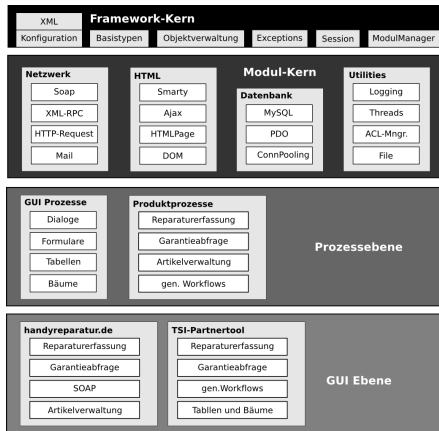 XML
Framework-Kern
Konfiguration
Basistypen
Objektverwaltung
Exceptions
Session
ModulManager
Modul-Kern
Netzwerk
Soap
XML-RPC
HTTP-Request
Mail
HTML
Smarty
Ajax
HTMLPage
DOM
Datenbank
MySQL
PDO
ConnPooling
Utilities
Logging
Threads
ACL-Mngr.
File
GUI Prozesse
Dialoge
Formulare
Tabellen
Bäume
Produktprozesse
Reparaturerfassung
Garantieabfrage
Artikelverwaltung
gen. Workflows
Prozessebene
handyreparatur.de
Reparaturerfassung
Garantieabfrage
SOAP
Artikelverwaltung
TSI-Partnertool
Reparaturerfassung
Garantieabfrage
gen.Workflows
Tabllen und Bäume
GUI Ebene